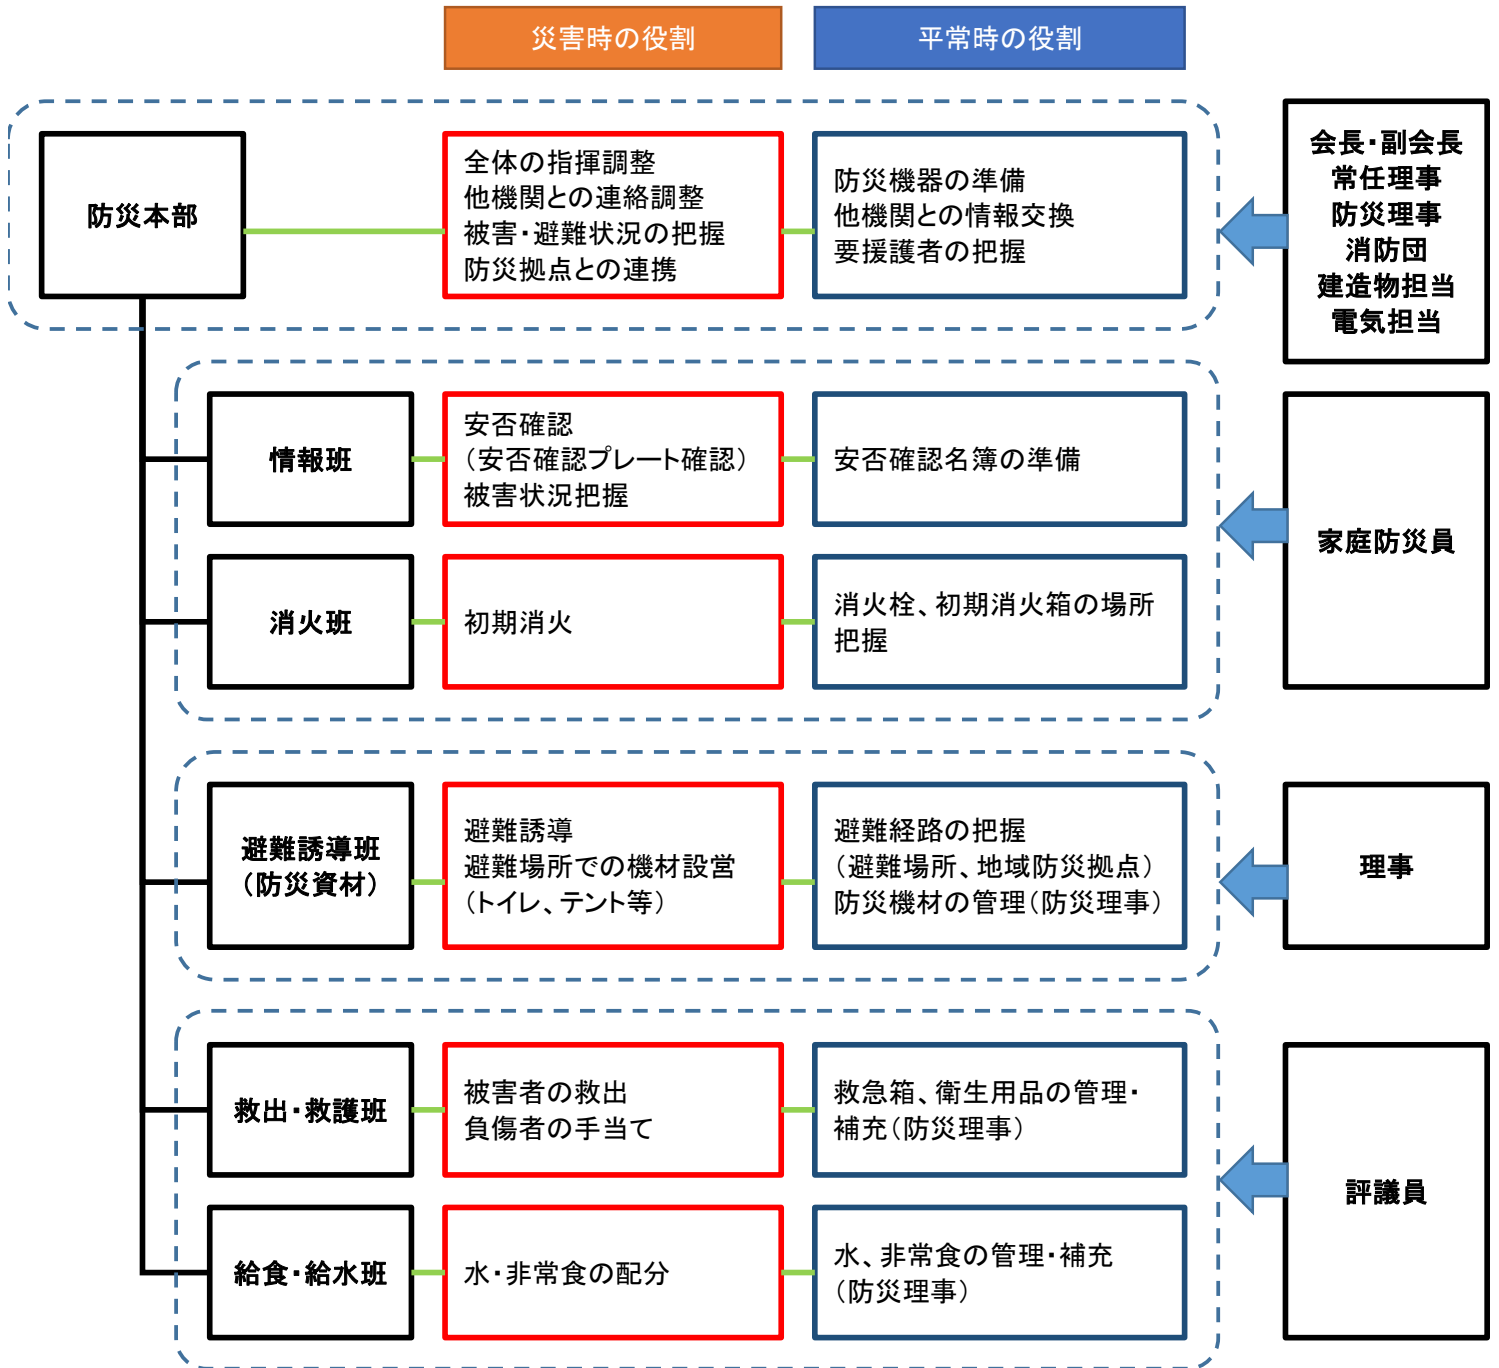 災害時の役割
平常時の役割
防災本部
全体の指揮調整
他機関との連絡調整
被害・避難状況の把握
防災拠点との連携
防災機器の準備
他機関との情報交換
要援護者の把握
会長・副会長
常任理事
防災理事
消防団
建造物担当
電気担当
情報班
安否確認
（安否確認プレート確認）
被害状況把握
安否確認名簿の準備
消火班
初期消火
消火栓、初期消火箱の場所
把握
家庭防災員
避難誘導班
（防災資材）
避難誘導
避難場所での機材設営
（トイレ、テント等）
避難経路の把握
（避難場所、地域防災拠点）
防災機材の管理（防災理事）
理事
救出・救護班
被害者の救出
負傷者の手当て
救急箱、衛生用品の管理・
補充（防災理事）
給食・給水班
水・非常食の配分
水、非常食の管理・補充
（防災理事）
評議員